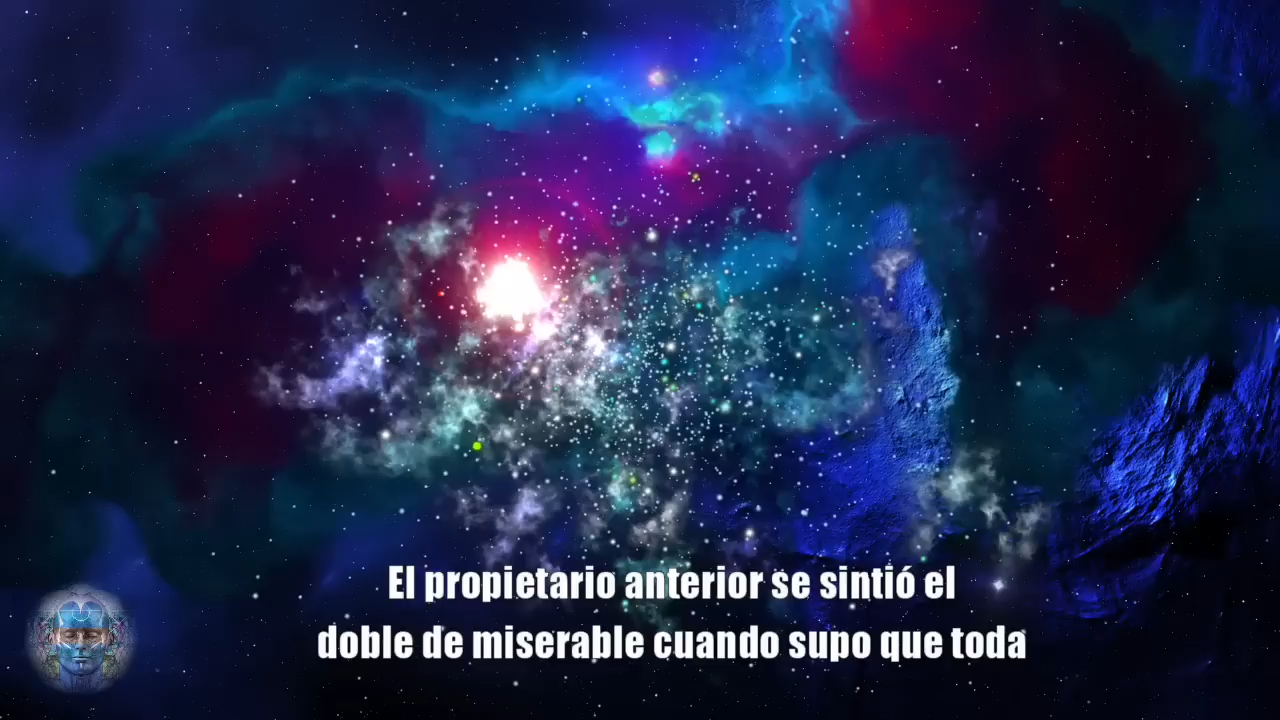 El propietario anterior se sintió el
doble de miserable cuando supo que toda